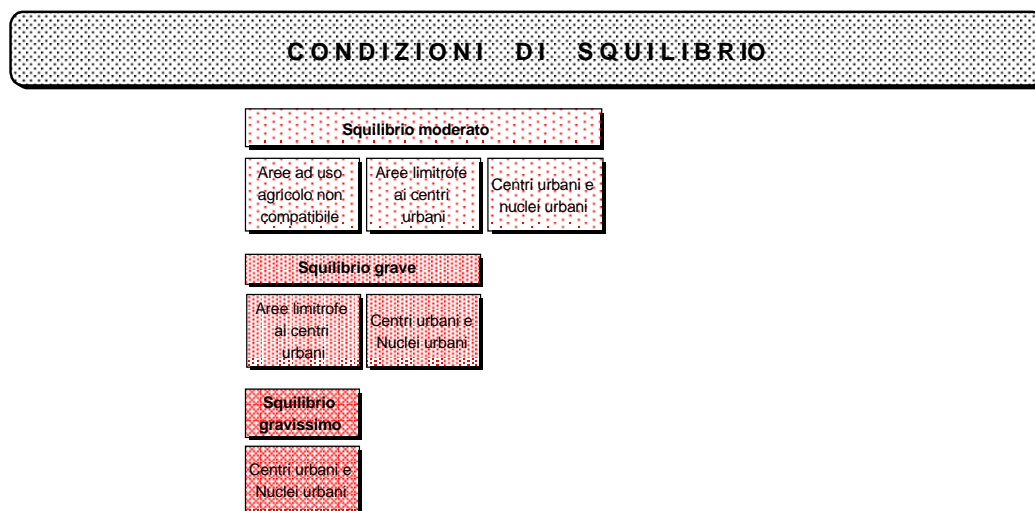 CONDIZIONI DI SQUILIBRIO
Squilibrio moderato
Aree ad uso
agricolo non
compatibile
Aree limitrofe
ai centri
urbani
Centri urbani e
nuclei urbani
Squilibrio grave
Aree limitrofe
ai centri
urbani
Centri urbani e
Nuclei urbani
Squilibrio
gravissimo
Centri urbani e
Nuclei urbani